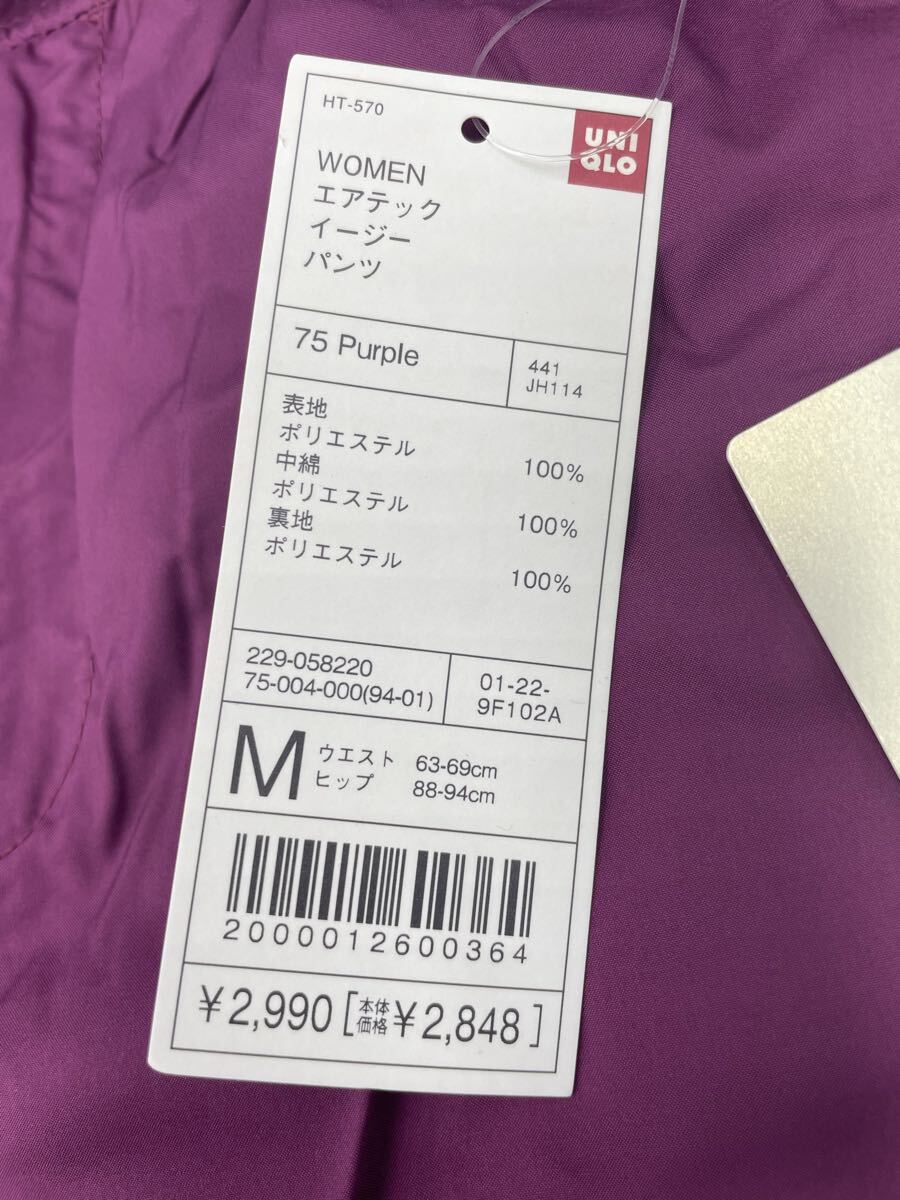 HT-570
UNI
QLO
WOMEN
エアテック
イージー
パンツ
75 Purple
441
JH114
表地
ポリエステル 100%
中綿
ポリエステル 100%
裏地
ポリエステル 100%
229-058220
75-004-000(94-01)
01-22-
9F102A
M
ウエスト 63-69cm
ヒップ 88-94cm
2000012600364
¥2,990[本体価格¥2,848]